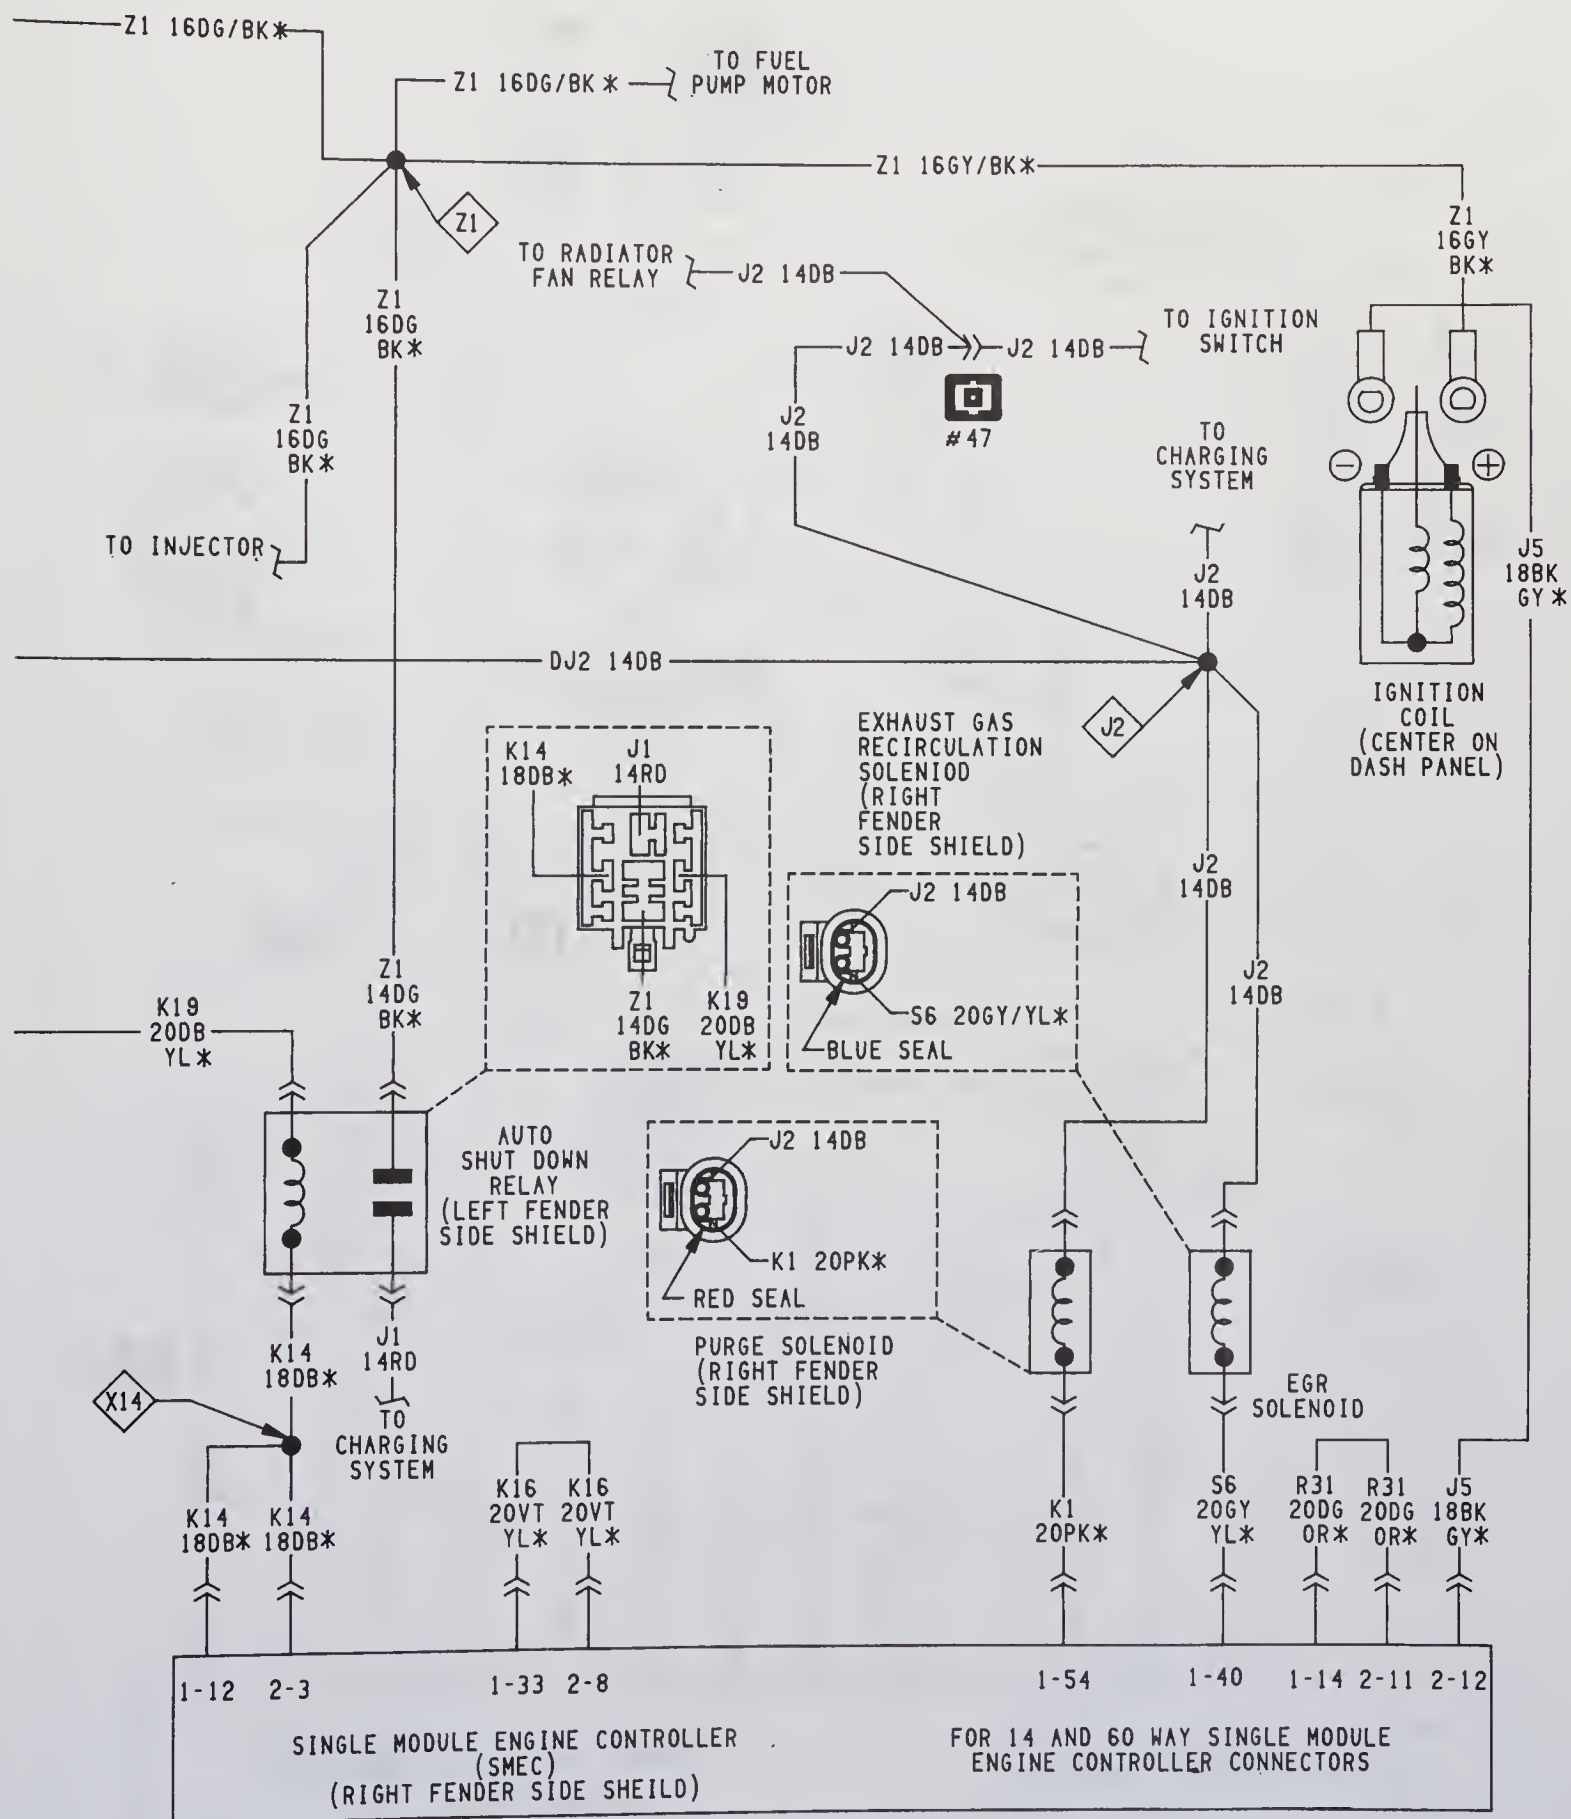 Z1 16DG/BK*
Z1 16DG/BK*
TO FUEL
PUMP MOTOR
Z1 16GY/BK*
Z1
Z1
16GY
BK*
TO RADIATOR
FAN RELAY
J2 14DB
Z1
16DG
BK*
TO IGNITION
SWITCH
J2 14DB
J2 14DB
#47
Z1
16DG
BK*
J2
14DB
TO
CHARGING
SYSTEM
−
+
TO INJECTOR
J2
14DB
J5
18BK
GY*
DJ2 14DB
J2
IGNITION
COIL
(CENTER ON
DASH PANEL)
K14
18DB*
J1
14RD
EXHAUST GAS
RECIRCULATION
SOLENIOD
(RIGHT
FENDER
SIDE SHIELD)
J2
14DB
J2 14DB
S6 20GY/YL*
BLUE SEAL
J2
14DB
K19
20DB
YL*
Z1
14DG
BK*
Z1
14DG
BK*
K19
20DB
YL*
AUTO
SHUT DOWN
RELAY
(LEFT FENDER
SIDE SHIELD)
J2 14DB
K1 20PK*
RED SEAL
PURGE SOLENOID
(RIGHT FENDER
SIDE SHIELD)
EGR
SOLENOID
K14
18DB*
J1
14RD
X14
TO
CHARGING
SYSTEM
K14
18DB*
K14
18DB*
K16
20VT
YL*
K16
20VT
YL*
K1
20PK*
S6
20GY
YL*
R31
20DG
OR*
R31
20DG
OR*
J5
18BK
GY*
1-12 2-3 1-33 2-8 1-54 1-40 1-14 2-11 2-12
SINGLE MODULE ENGINE CONTROLLER
(SMEC)
(RIGHT FENDER SIDE SHEILD)
FOR 14 AND 60 WAY SINGLE MODULE
ENGINE CONTROLLER CONNECTORS